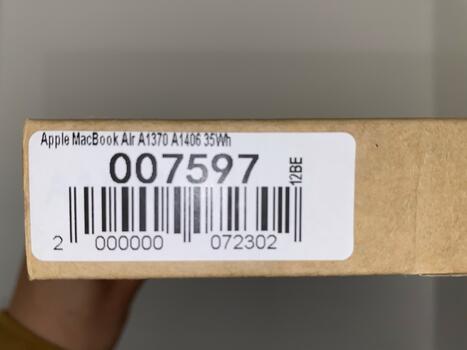 Apple MacBook Air A1370 A1406 35Wh
007597
12BE
2 000000 072302